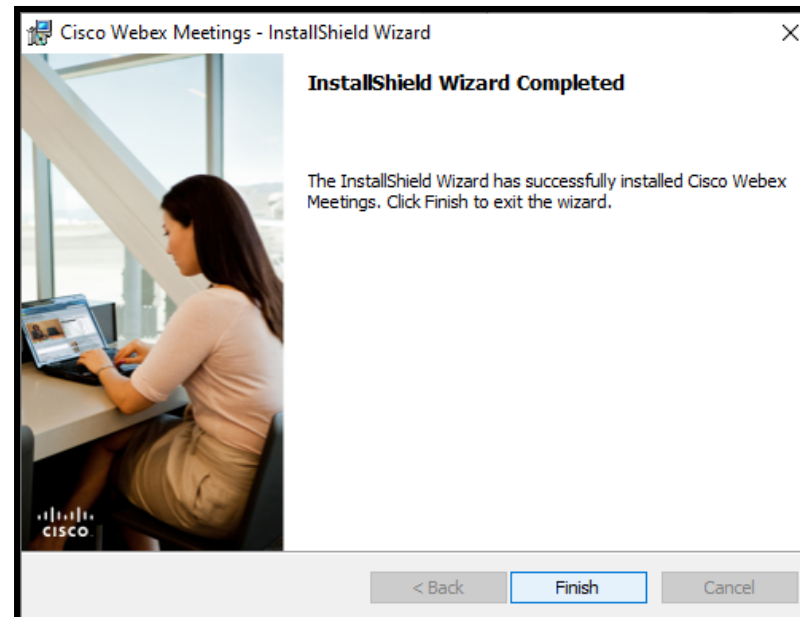 Cisco Webex Meetings - InstallShield Wizard
InstallShield Wizard Completed
The InstallShield Wizard has successfully installed Cisco Webex
Meetings. Click Finish to exit the wizard.
CISCO
< Back
Finish
Cancel